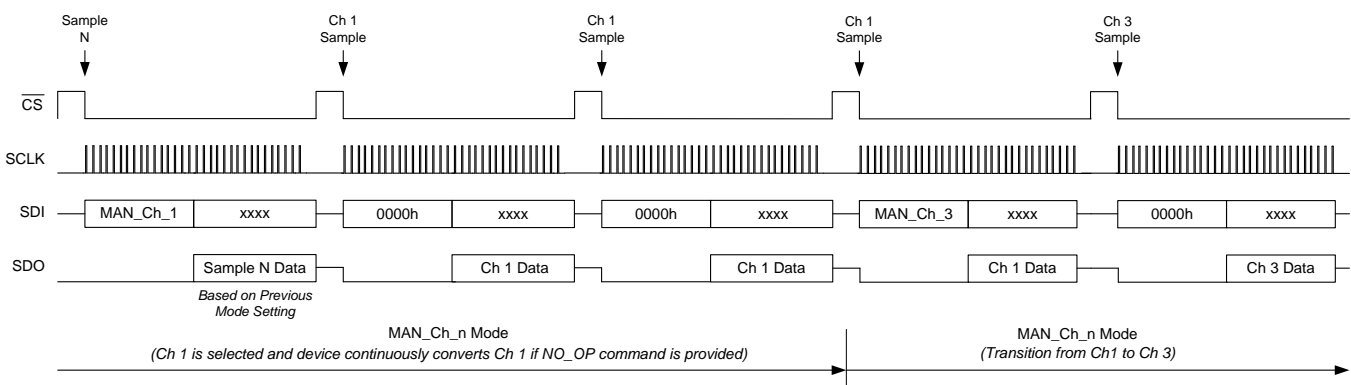 Sample
N
Ch 1
Sample
Ch 1
Sample
Ch 1
Sample
Ch 3
Sample
CS
SCLK
SDI
MAN_Ch_1
xxxx
0000h
xxxx
0000h
xxxx
MAN_Ch_3
xxxx
0000h
xxxx
SDO
Sample N Data
Ch 1 Data
Ch 1 Data
Ch 1 Data
Ch 3 Data
Based on Previous
Mode Setting
MAN_Ch_n Mode
(Ch 1 is selected and device continuously converts Ch 1 if NO_OP command is provided)
MAN_Ch_n Mode
(Transition from Ch1 to Ch 3)